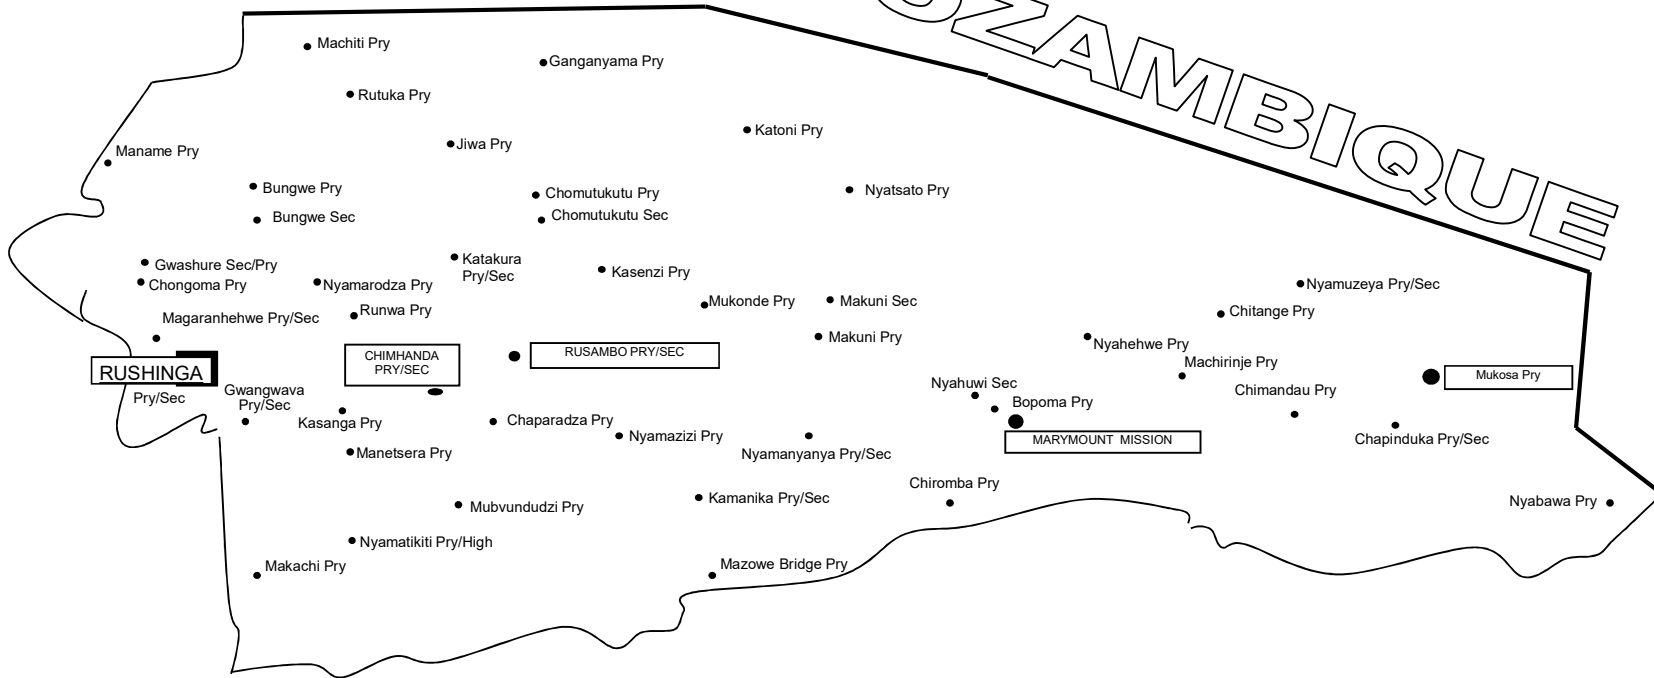 OZAMBIQUE
Machiti Pry
Ganganyama Pry
Rutuka Pry
Katoni Pry
Jiwa Pry
Maname Pry
Bungwe Pry
Chomutukutu Pry
Nyatsato Pry
Bungwe Sec
Chomutukutu Sec
Gwashure Sec/Pry
Katakura
Pry/Sec
Kasenzi Pry
Chongoma Pry
Nyamarodza Pry
Nyamuzeya Pry/Sec
Mukonde Pry
Makuni Sec
Runwa Pry
Chitange Pry
Magaranhehwe Pry/Sec
Makuni Pry
Nyahehwe Pry
CHIMHANDA
PRY/SEC
RUSAMBO PRY/SEC
Machirinje Pry
RUSHINGA
Pry/Sec
Mukosa Pry
Gwangwava
Pry/Sec
Nyahuwi Sec
Chimandau Pry
Bopoma Pry
Kasanga Pry
Chaparadza Pry
Nyamazizi Pry
MARYMOUNT MISSION
Chapinduka Pry/Sec
Manetsera Pry
Nyamanyanya Pry/Sec
Chiromba Pry
Kamanika Pry/Sec
Nyabawa Pry
Mubvundudzi Pry
Nyamatikiti Pry/High
Makachi Pry
Mazowe Bridge Pry